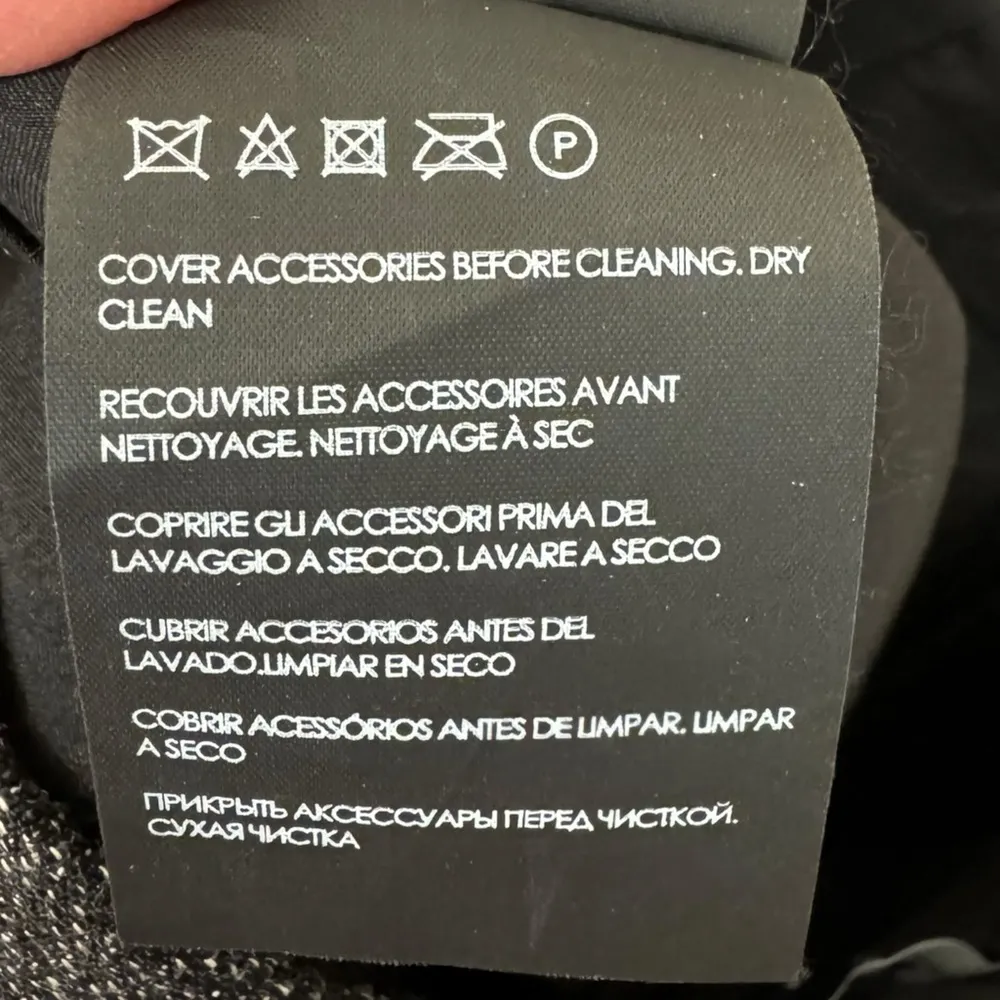 P
COVER ACCESSORIES BEFORE CLEANING. DRY
CLEAN
RECOUVRIR LES ACCESSOIRES AVANT
NETTOYAGE. NETTOYAGE À SEC
COPRIRE GLI ACCESSORI PRIMA DEL
LAVAGGIO A SECCO. LAVARE A SECCO
CUBRIR ACCESORIOS ANTES DEL
LAVADO.LIMPIAR EN SECO
COBRIR ACESSÓRIOS ANTES DE LIMPAR. LIMPAR
A SECO
ПРИКРЫТЬ АКСЕССУАРЫ ПЕРЕД ЧИСТКОЙ.
СУХАЯ ЧИСТКА